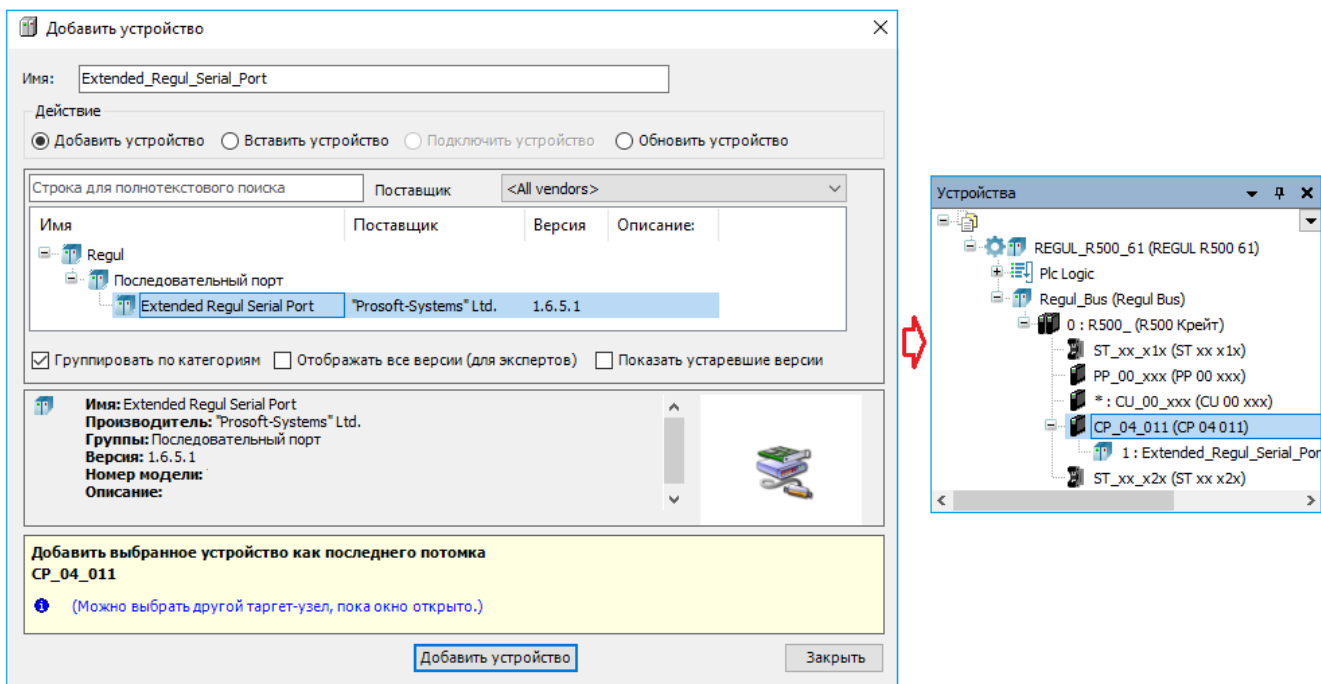 Добавить устройство
Имя: Extended_Regul_Serial_Port
Действие
Добавить устройство Вставить устройство Подключить устройство Обновить устройство
Строка для полнотекстового поиска Поставщик <All vendors>
Имя Поставщик Версия Описание:
Regul
Последовательный порт
Extended Regul Serial Port "Prosoft-Systems" Ltd. 1.6.5.1
Группировать по категориям Отображать все версии (для экспертов) Показать устаревшие версии
Имя: Extended Regul Serial Port
Производитель: "Prosoft-Systems" Ltd.
Группы: Последовательный порт
Версия: 1.6.5.1
Номер модели:
Описание:
Добавить выбранное устройство как последнего потомка
CP_04_011
(Можно выбрать другой таргет-узел, пока окно открыто.)
Добавить устройство Закрыть
Устройства
REGUL_R500_61 (REGUL R500 61)
Plc Logic
Regul_Bus (Regul Bus)
0 : R500_ (R500 Крейт)
ST_xx_x1x (ST xx x1x)
PP_00_xxx (PP 00 xxx)
* : CU_00_xxx (CU 00 xxx)
CP_04_011 (CP 04 011)
1 : Extended_Regul_Serial_Por
ST_xx_x2x (ST xx x2x)